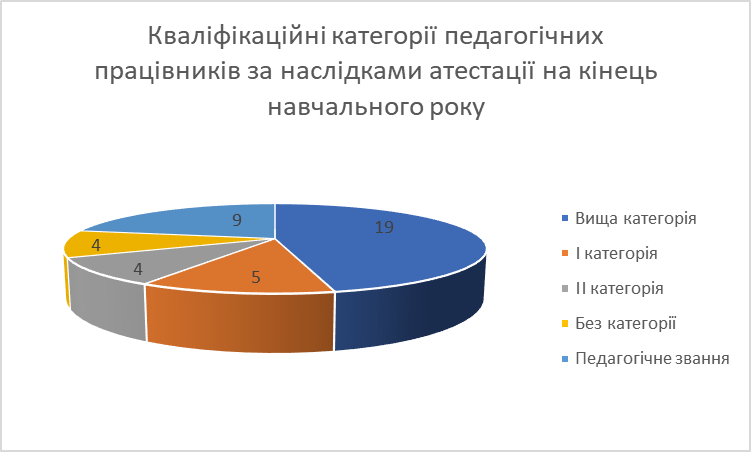 Кваліфікаційні категорії педагогічних
працівників за наслідками атестації на кінець
навчального року
9
19
4
4
5
Вища категорія
І категорія
ІІ категорія
Без категорії
Педагогічне звання